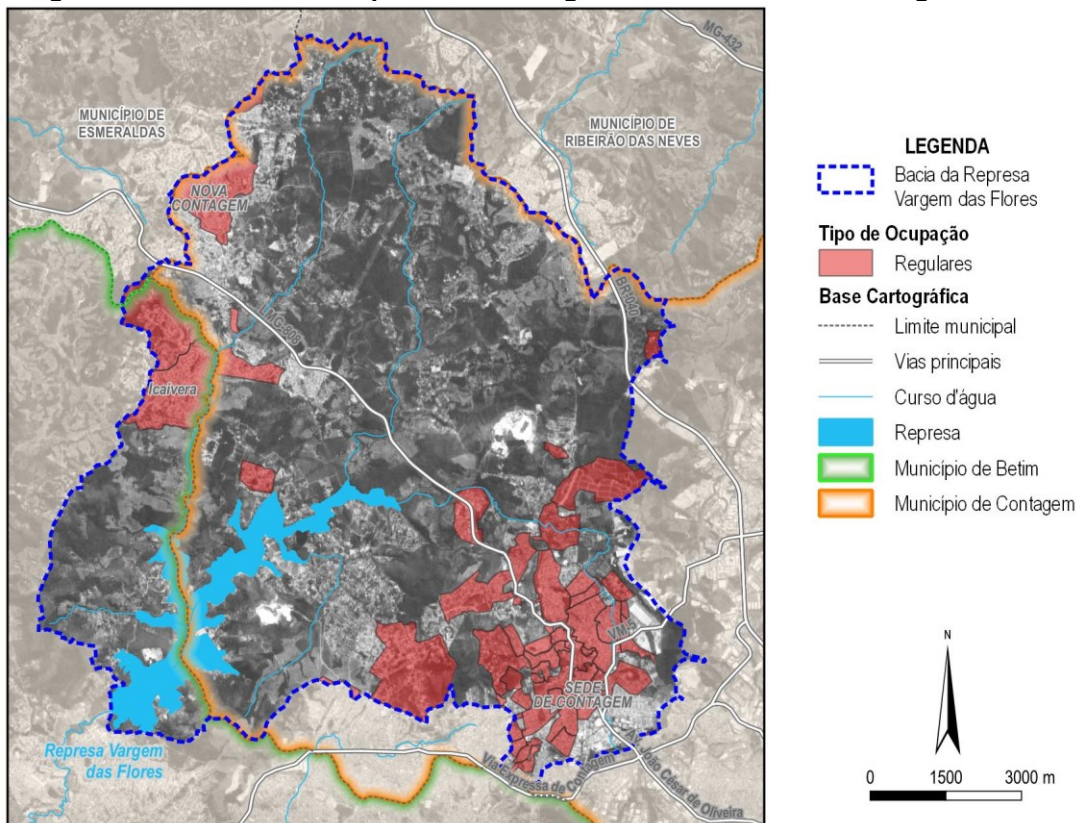 MG-432
MUNICÍPIO DE
ESMERALDAS
MUNICÍPIO DE
RIBEIRÃO DAS NEVES
NOVA
CONTAGEM
BR-040
Icaivera
SEDE
DE CONTAGEM
Represa Vargem
das Flores
Via Expressa de Contagem
Av. João César de Oliveira
LEGENDA
Bacia da Represa
Vargem das Flores
Tipo de Ocupação
Regulares
Base Cartográfica
Limite municipal
Vias principais
Curso d'água
Represa
Município de Betim
Município de Contagem
N
0 1500 3000 m